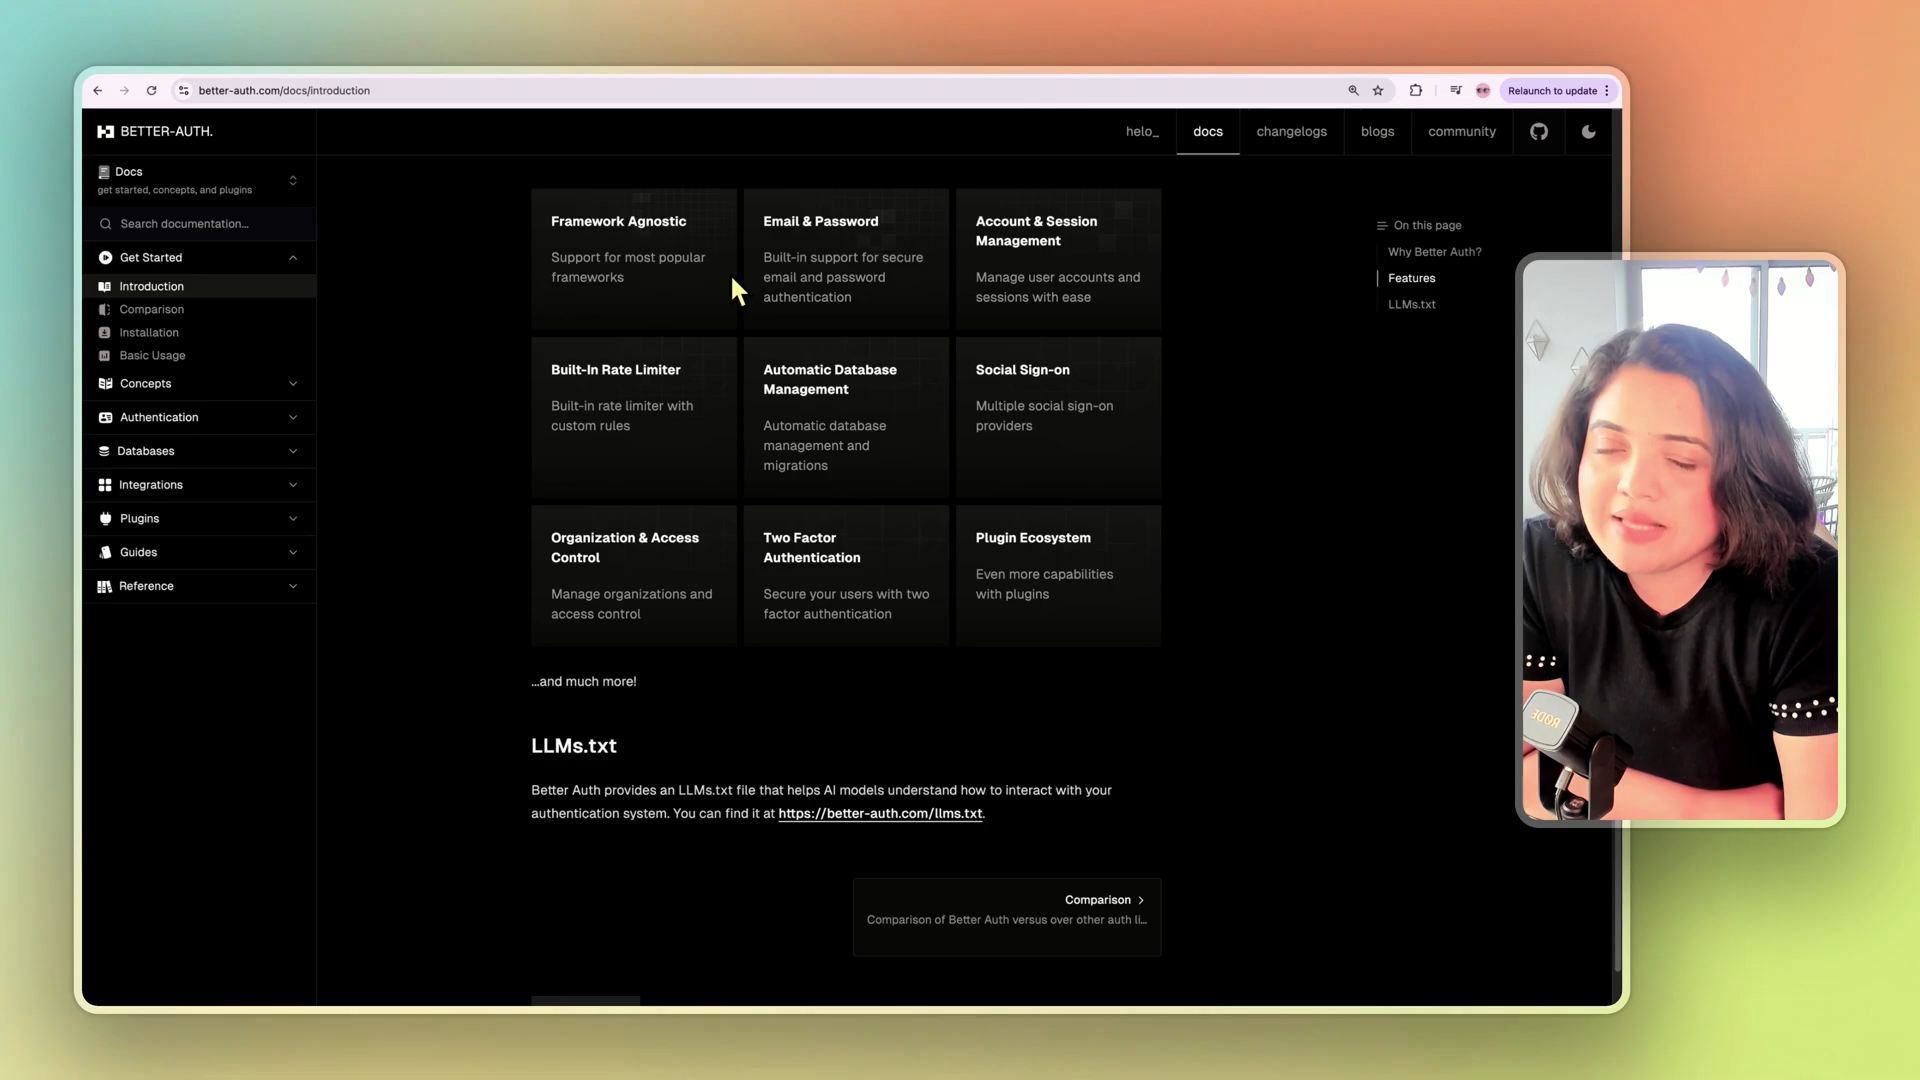 better-auth.com/docs/introduction
Relaunch to update
BETTER-AUTH.
helo_
docs
changelogs
blogs
community
Docs
get started, concepts, and plugins
Search documentation...
Get Started
Introduction
Comparison
Installation
Basic Usage
Concepts
Authentication
Databases
Integrations
Plugins
Guides
Reference
Framework Agnostic
Support for most popular
frameworks
Email & Password
Built-in support for secure
email and password
authentication
Account & Session
Management
Manage user accounts and
sessions with ease
Built-In Rate Limiter
Built-in rate limiter with
custom rules
Automatic Database
Management
Automatic database
management and
migrations
Social Sign-on
Multiple social sign-on
providers
Organization & Access
Control
Manage organizations and
access control
Two Factor
Authentication
Secure your users with two
factor authentication
Plugin Ecosystem
Even more capabilities
with plugins
...and much more!
LLMs.txt
Better Auth provides an LLMs.txt file that helps AI models understand how to interact with your
authentication system. You can find it at https://better-auth.com/llms.txt.
Comparison
Comparison of Better Auth versus over other auth li...
On this page
Why Better Auth?
Features
LLMs.txt
RØDE